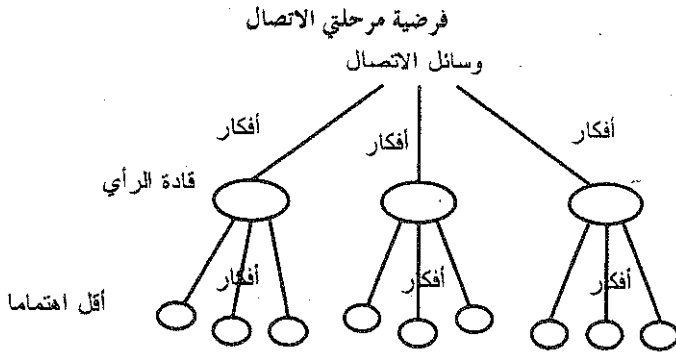 فرضية مرحلتي الاتصال
وسائل الاتصال
أفكار
أفكار
أفكار
قادة الرأي
أفكار
أفكار
أفكار
أقل اهتماما